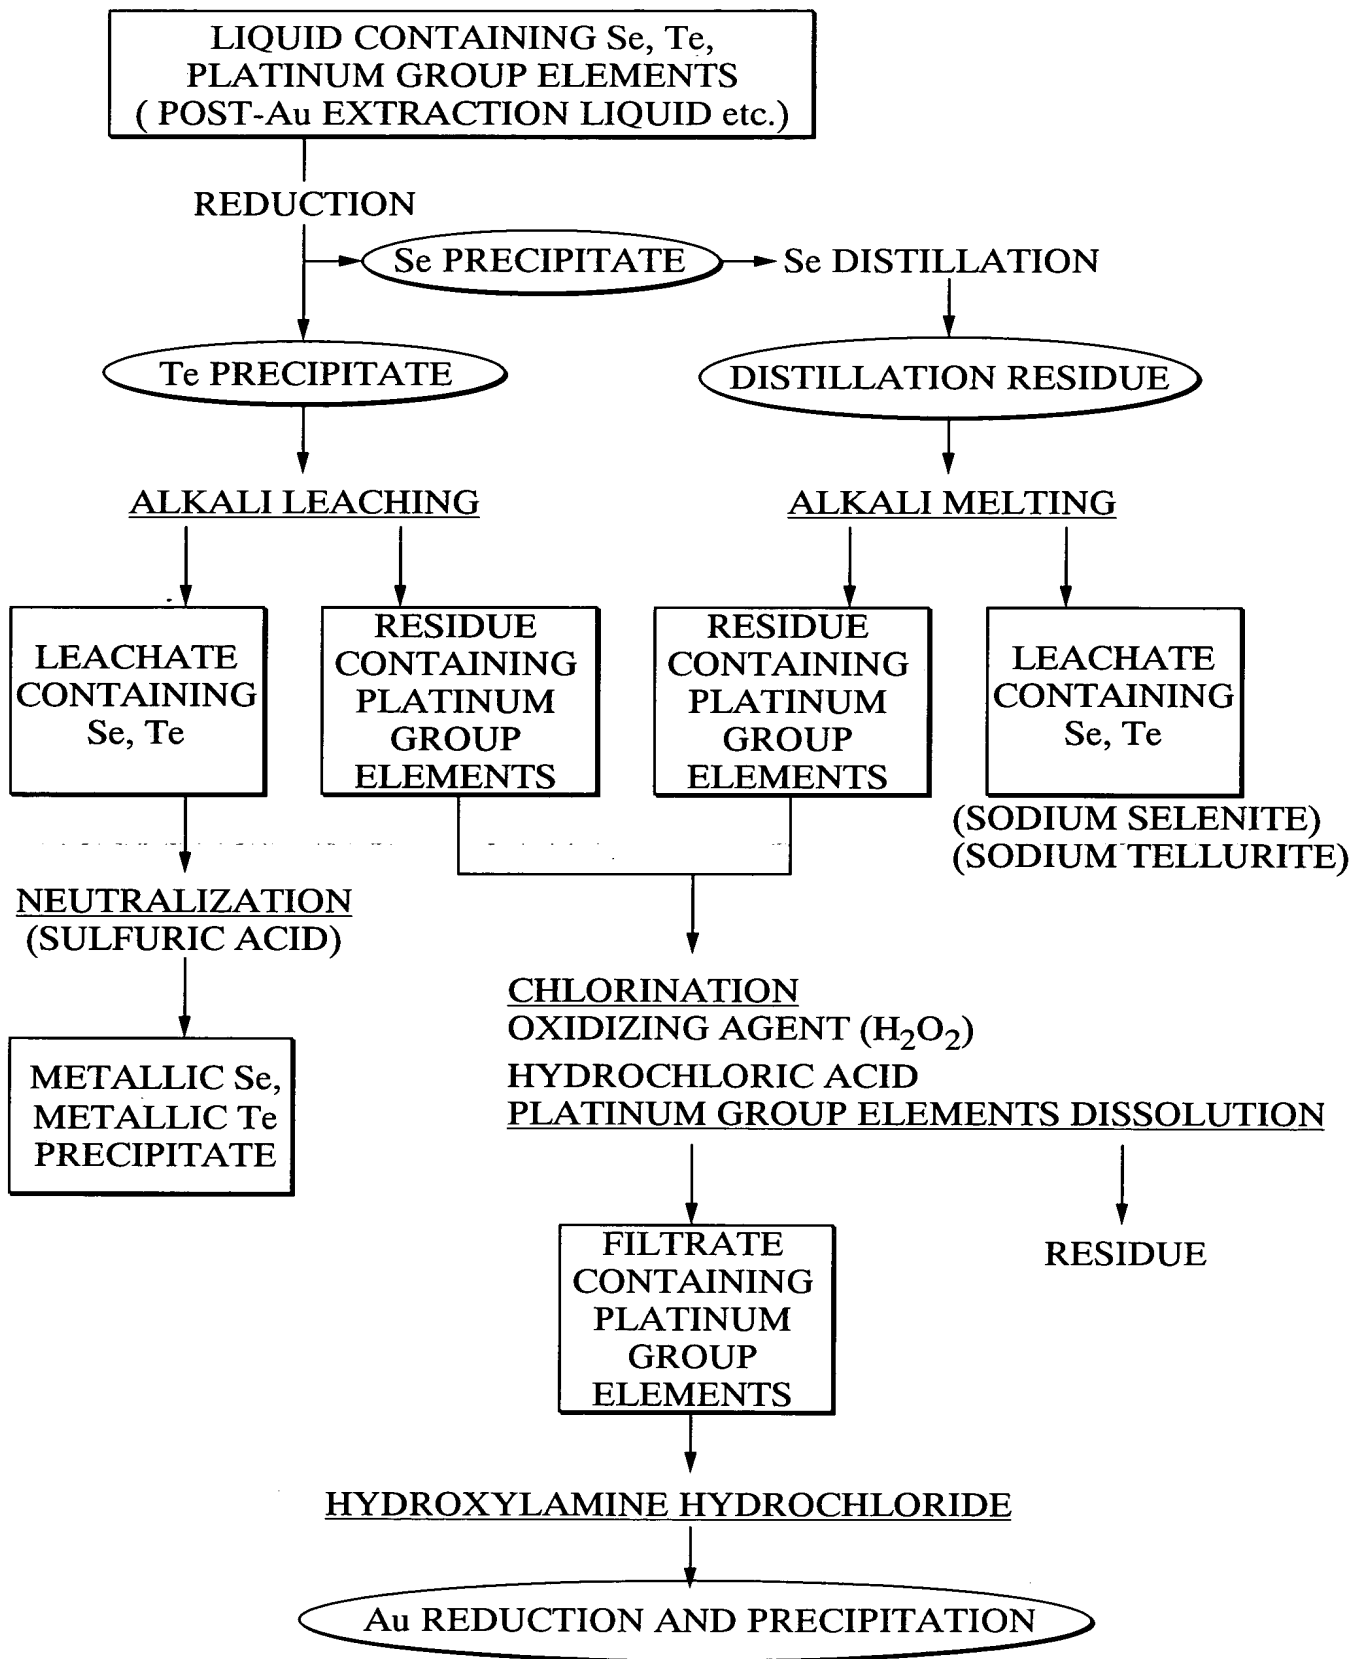 LIQUID CONTAINING Se, Te,
PLATINUM GROUP ELEMENTS
( POST-Au EXTRACTION LIQUID etc.)
REDUCTION
Se PRECIPITATE
Se DISTILLATION
Te PRECIPITATE
DISTILLATION RESIDUE
ALKALI LEACHING
ALKALI MELTING
LEACHATE
CONTAINING
Se, Te
RESIDUE
CONTAINING
PLATINUM
GROUP
ELEMENTS
RESIDUE
CONTAINING
PLATINUM
GROUP
ELEMENTS
LEACHATE
CONTAINING
Se, Te
(SODIUM SELENITE)
(SODIUM TELLURITE)
NEUTRALIZATION
(SULFURIC ACID)
METALLIC Se,
METALLIC Te
PRECIPITATE
CHLORINATION
OXIDIZING AGENT (H2O2)
HYDROCHLORIC ACID
PLATINUM GROUP ELEMENTS DISSOLUTION
FILTRATE
CONTAINING
PLATINUM
GROUP
ELEMENTS
RESIDUE
HYDROXYLAMINE HYDROCHLORIDE
Au REDUCTION AND PRECIPITATION